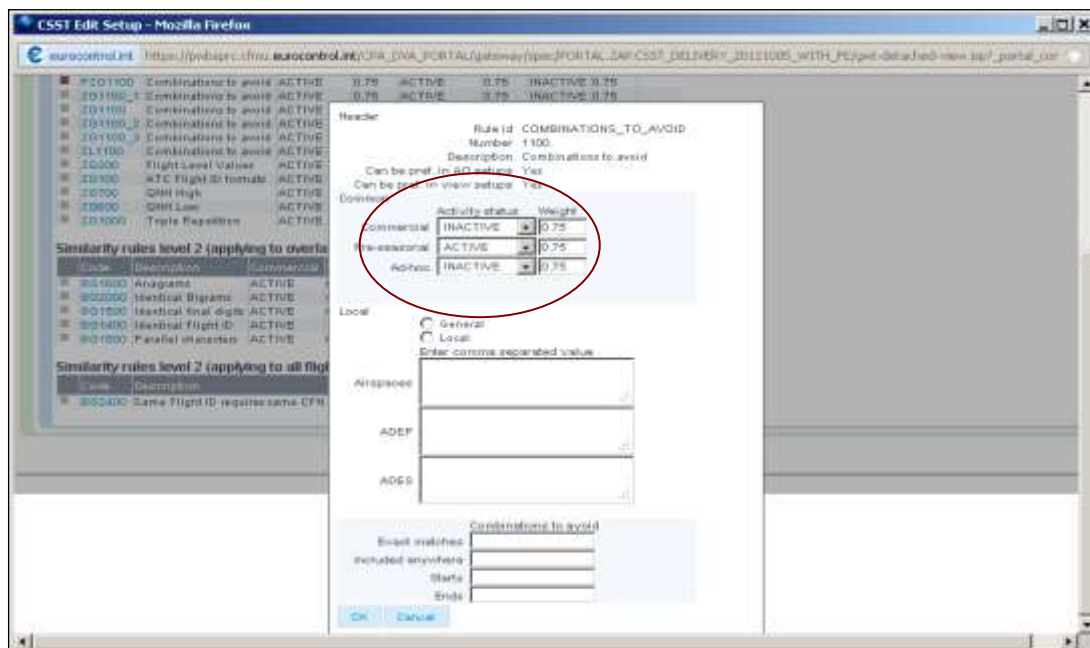 CSST Edit Setup - Mozilla Firefox
eurocontrol.int
Combinations to avoid ACTIVE 0.75 ACTIVE 0.75 INACTIVE 0.75
Combinations to avoid ACTIVE 0.75 ACTIVE 0.75 INACTIVE 0.75
Combinations to avoid ACTIVE
Combinations to avoid ACTIVE
Combinations to avoid ACTIVE
ZL1100 Combinations to avoid ACTIVE
Flight Level Values ACTIVE
ATC Flight ID formats ACTIVE
QNH High ACTIVE
QNH Low ACTIVE
Triple Repetition ACTIVE
Similarity rules level 2 (applying to overla
Code Description Commercial
Anagrams ACTIVE
Identical Bigrams ACTIVE
Identical final digits ACTIVE
Identical Flight ID ACTIVE
Parallel characters ACTIVE
Similarity rules level 2 (applying to all flig
Code Description
Same Flight ID requires same CFN
Header
Rule id COMBINATIONS_TO_AVOID
Number 1100
Description Combinations to avoid
Can be pref. in AO setups Yes
Can be pref. in view setups Yes
Common
Activity status Weight
Commercial INACTIVE 0.75
Pre-seasonal ACTIVE 0.75
Ad-hoc INACTIVE 0.75
Local
General
Local
Enter comma separated value
Airspaces
ADEP
ADES
Combinations to avoid
Exact matches
Included anywhere
Starts
Ends
OK Cancel